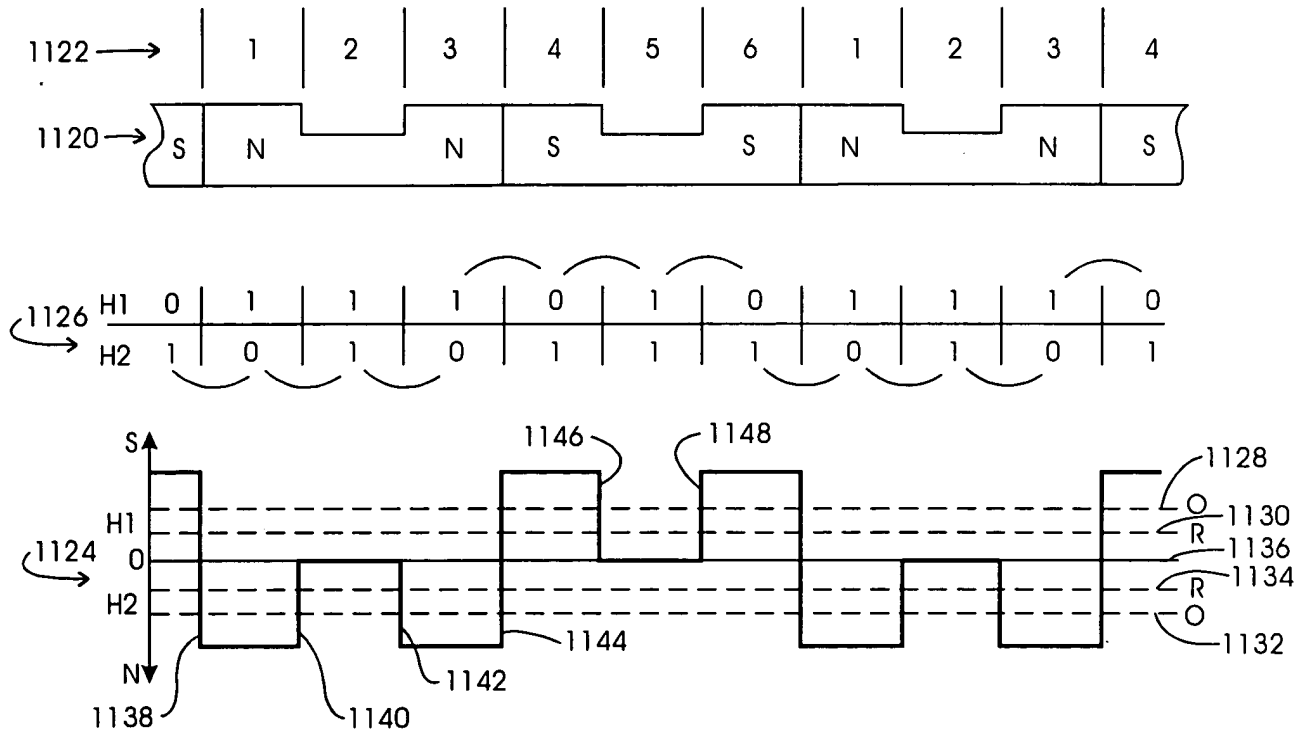 1122 1 2 3 4 5 6 1 2 3 4
1120 S N N S S N N S
H1 0 1 1 1 0 1 0 1 1 1 0
1126
H2 1 0 1 0 1 1 1 0 1 0 1
S 1146 1148
1128
O
H1 1130
R
1124 0 1136
R 1134
H2
O
1144 1132
N 1142
1138 1140